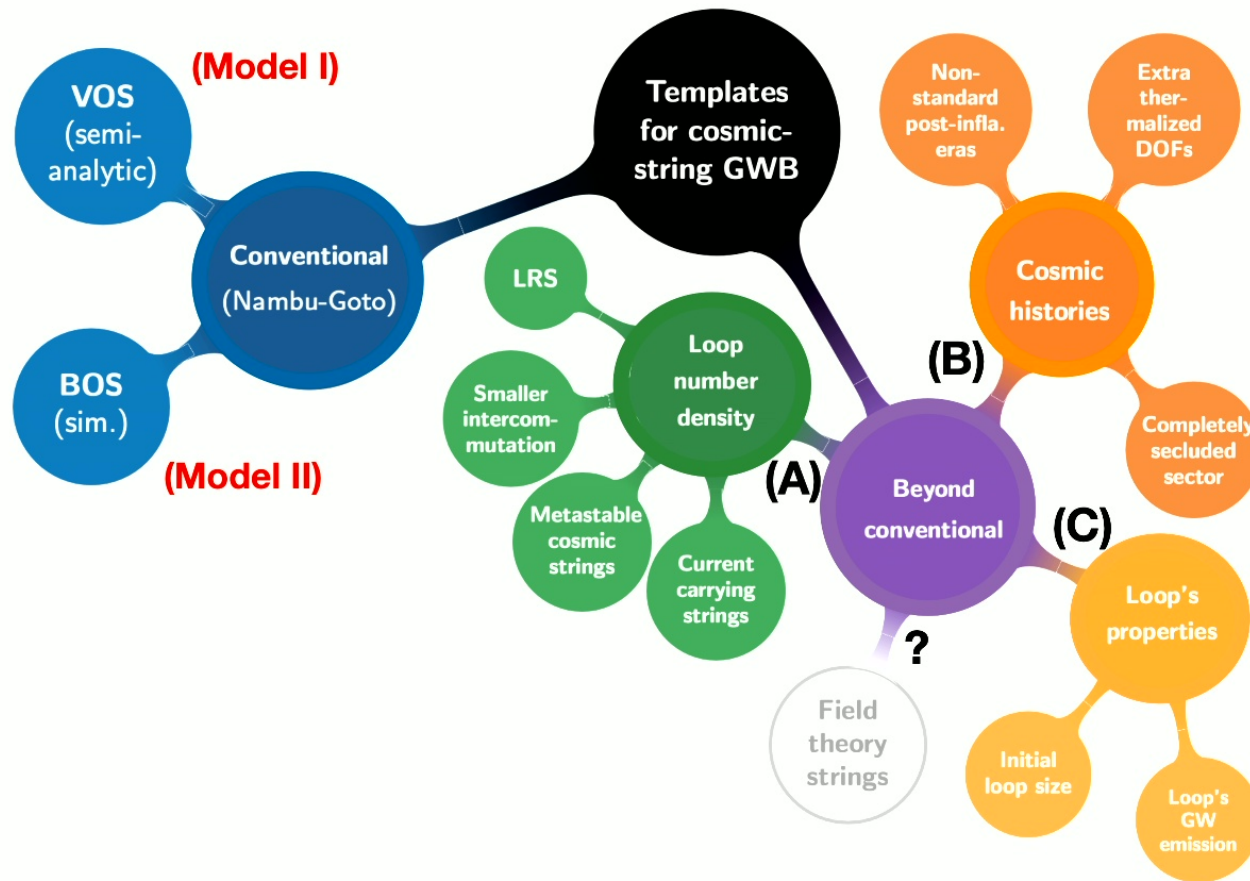 (Model I)
VOS
(semi-
analytic)
Conventional
(Nambu-Goto)
BOS
(sim.)
(Model II)
Templates
for cosmic-
string GWB
LRS
Smaller
intercom-
mutation
Metastable
cosmic
strings
Current
carrying
strings
Loop
number
density
(A)
Beyond
conventional
(B)
Non-
standard
post-infla.
eras
Extra
ther-
malized
DOFs
Cosmic
histories
Completely
secluded
sector
(C)
Loop's
properties
Initial
loop size
Loop's
GW
emission
?
Field
theory
strings